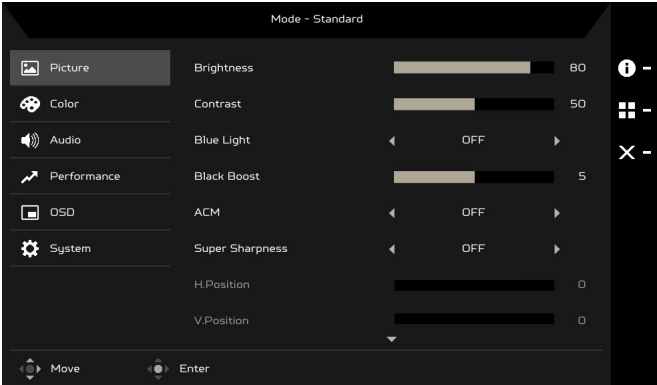 Mode - Standard
Picture
Brightness 80
Color
Contrast 50
Audio
Blue Light OFF
Performance
Black Boost 5
OSD
ACM OFF
System
Super Sharpness OFF
H.Position 0
V.Position 0
Move Enter